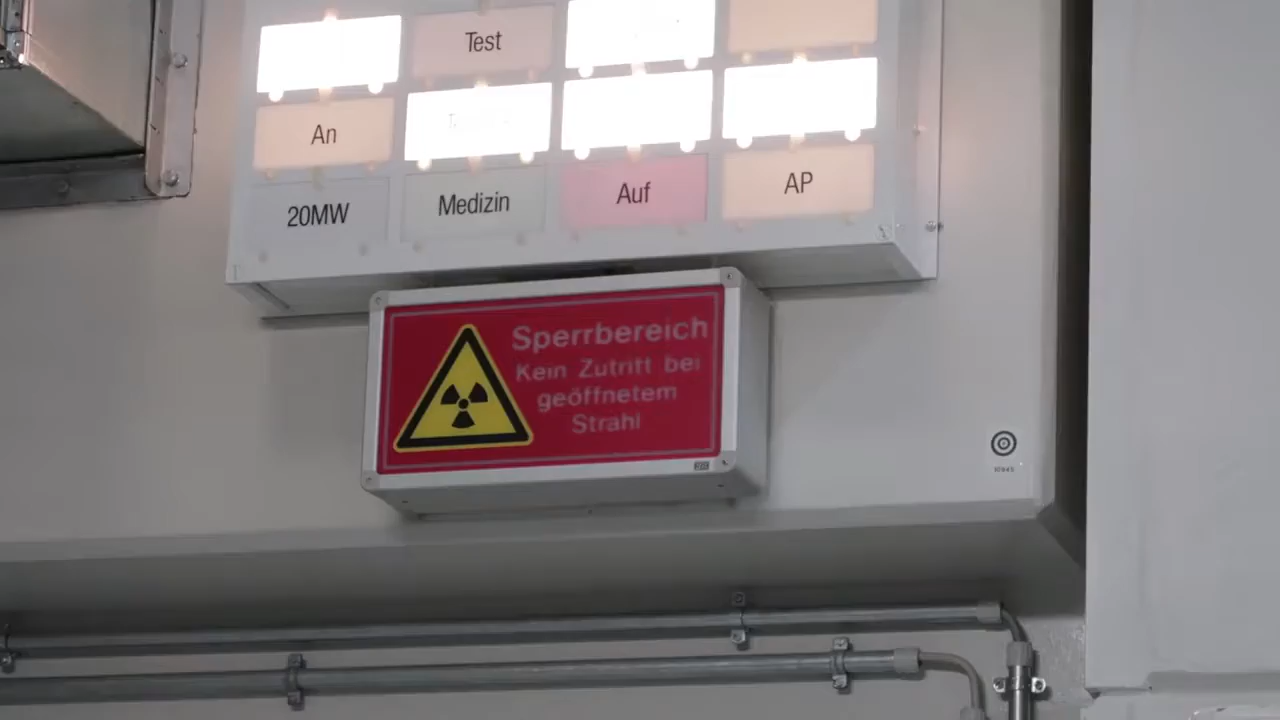 Test
An
20MW
Medizin
Auf
AP
Sperrbereich
Kein Zutritt bei
geöffnetem
Strahl